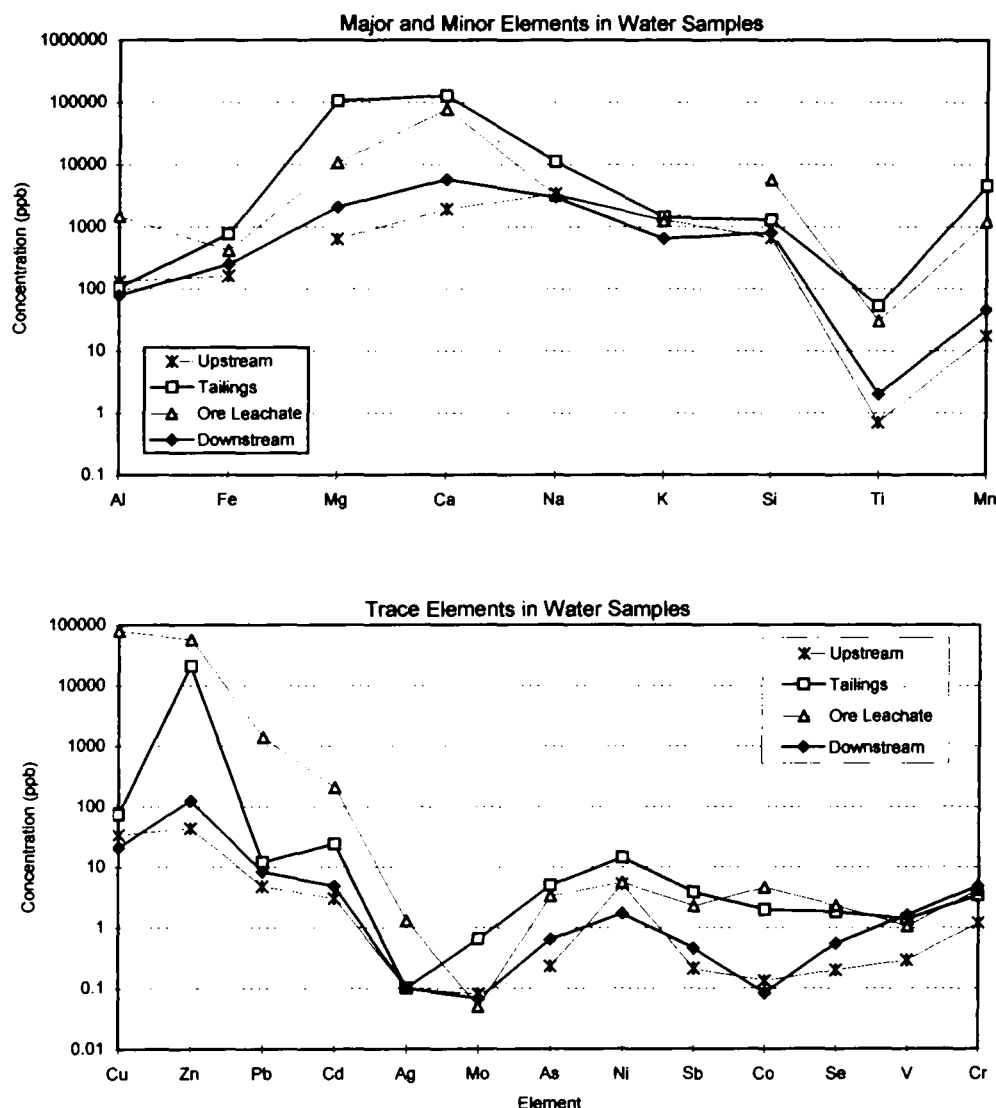 Major and Minor Elements in Water Samples
1000000
100000
10000
1000
100
10
1
0.1
Concentration (ppb)
Upstream
Tailings
Ore Leachate
Downstream
Al Fe Mg Ca Na K Si Ti Mn
Trace Elements in Water Samples
100000
10000
1000
100
10
1
0.1
0.01
Concentration (ppb)
Upstream
Tailings
Ore Leachate
Downstream
Cu Zn Pb Cd Ag Mo As Ni Sb Co Se V Cr
Element